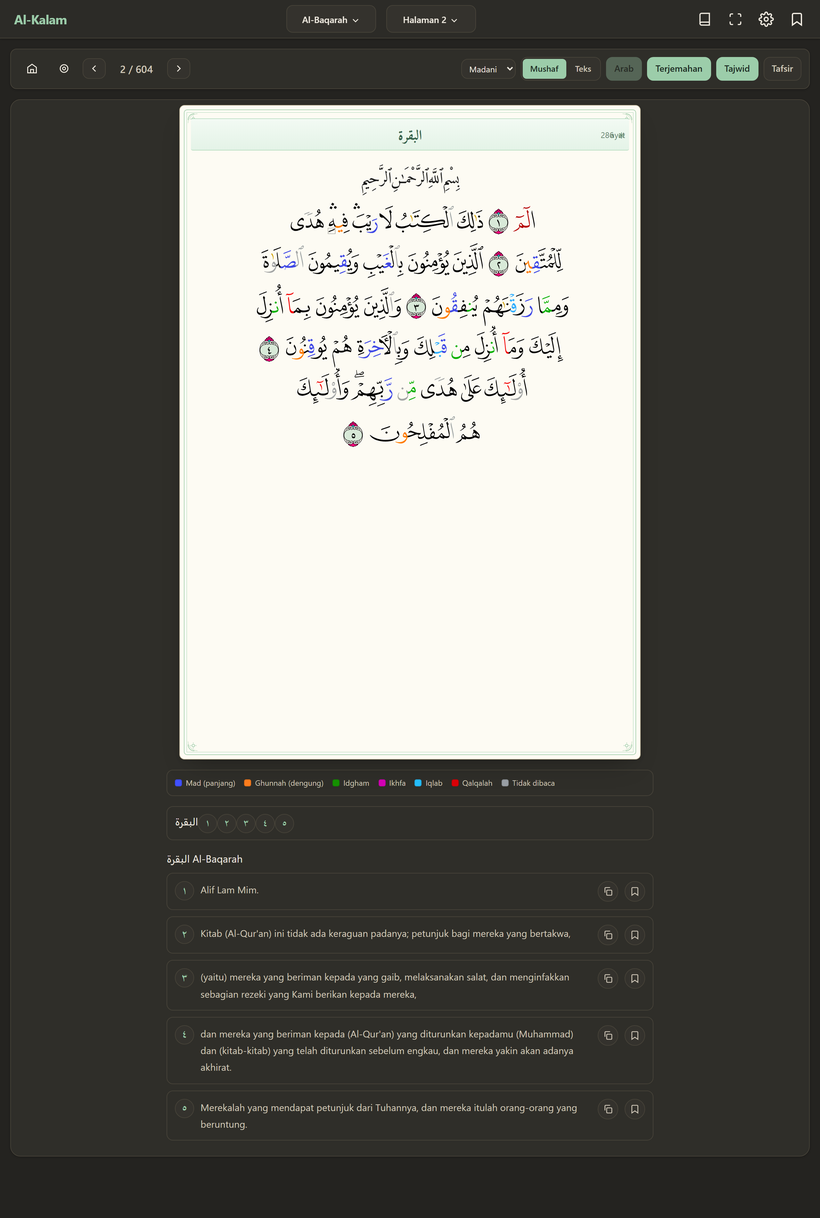 Al-Kalam
Al-Baqarah
Halaman 2
2 / 604
Madani
Mushaf
Teks
Arab
Terjemahan
Tajwid
Tafsir
البقرة
286
بِسْمِ ٱللَّهِ ٱلرَّحْمَـٰنِ ٱلرَّحِيمِ
الٓمٓ ١ ذَٰلِكَ ٱلْكِتَـٰبُ لَا رَيْبَ ۛ فِيهِ ۛ هُدًى
لِّلْمُتَّقِينَ ٢ ٱلَّذِينَ يُؤْمِنُونَ بِٱلْغَيْبِ وَيُقِيمُونَ ٱلصَّلَوٰةَ
وَمِمَّا رَزَقْنَـٰهُمْ يُنفِقُونَ ٣ وَٱلَّذِينَ يُؤْمِنُونَ بِمَآ أُنزِلَ
إِلَيْكَ وَمَآ أُنزِلَ مِن قَبْلِكَ وَبِٱلْـَٔاخِرَةِ هُمْ يُوقِنُونَ ٤
أُو۟لَـٰٓئِكَ عَلَىٰ هُدًى مِّن رَّبِّهِمْ ۖ وَأُو۟لَـٰٓئِكَ
هُمُ ٱلْمُفْلِحُونَ ٥
Mad (panjang) Ghunnah (dengung) Idgham Ikhfa Iqlab Qalqalah Tidak dibaca
البقرة ١ ٢ ٣ ٤ ٥
البقرة Al-Baqarah
١ Alif Lam Mim.
٢ Kitab (Al-Qur'an) ini tidak ada keraguan padanya; petunjuk bagi mereka yang bertakwa,
٣ (yaitu) mereka yang beriman kepada yang gaib, melaksanakan salat, dan menginfakkan
sebagian rezeki yang Kami berikan kepada mereka,
٤ dan mereka yang beriman kepada (Al-Qur'an) yang diturunkan kepadamu (Muhammad)
dan (kitab-kitab) yang telah diturunkan sebelum engkau, dan mereka yakin akan adanya
akhirat.
٥ Merekalah yang mendapat petunjuk dari Tuhannya, dan mereka itulah orang-orang yang
beruntung.